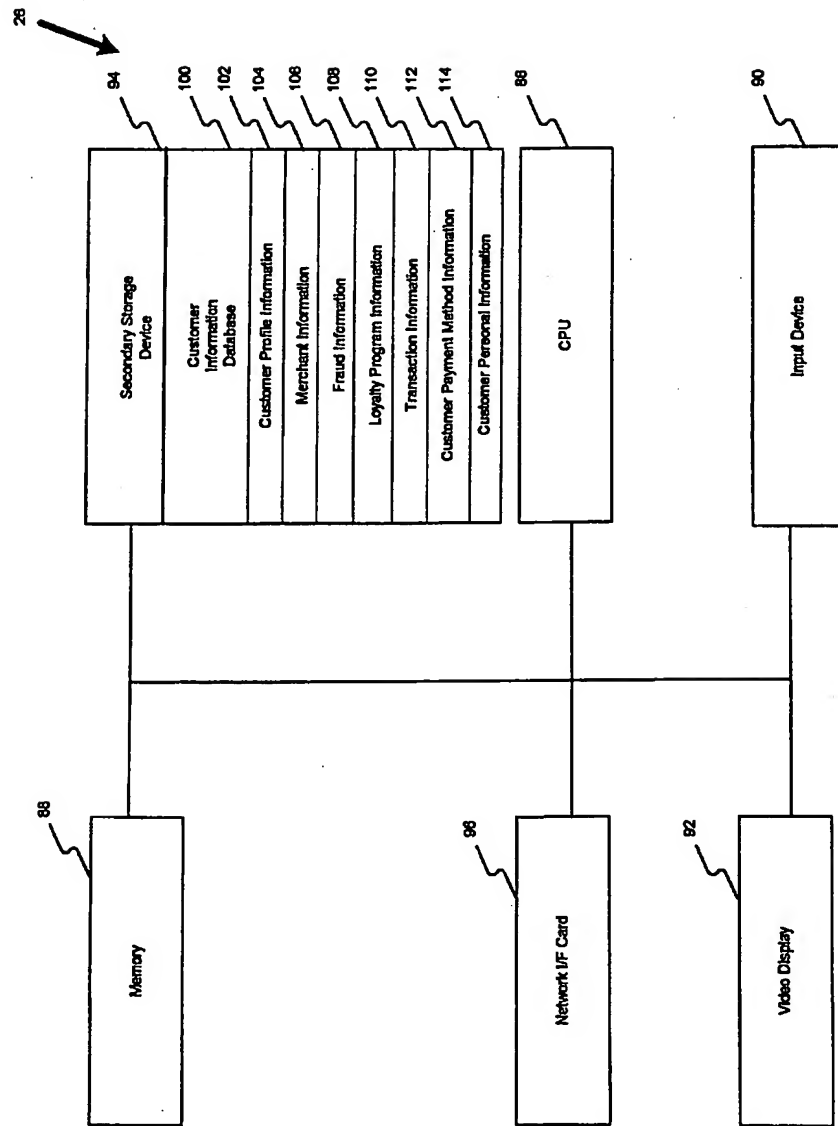 28
88
94
Memory
Secondary Storage
Device
100
Customer
Information
Database
102
Customer Profile Information
104
Merchant Information
106
Fraud Information
108
Loyalty Program Information
110
Transaction Information
112
Customer Payment Method Information
114
Customer Personal Information
96
Network I/F Card
CPU
92
90
Video Display
Input Device